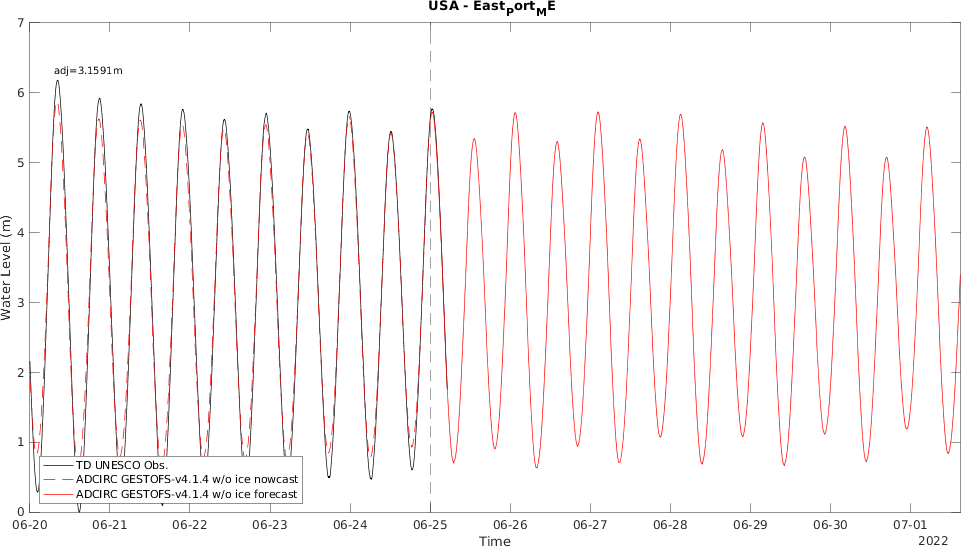 USA - EastPortME
7
adj=3.1591m
6
5
4
3
2
1
0
Water Level (m)
TD UNESCO Obs.
ADCIRC GESTOFS-v4.1.4 w/o ice nowcast
ADCIRC GESTOFS-v4.1.4 w/o ice forecast
06-20 06-21 06-22 06-23 06-24 06-25 06-26 06-27 06-28 06-29 06-30 07-01
Time
2022